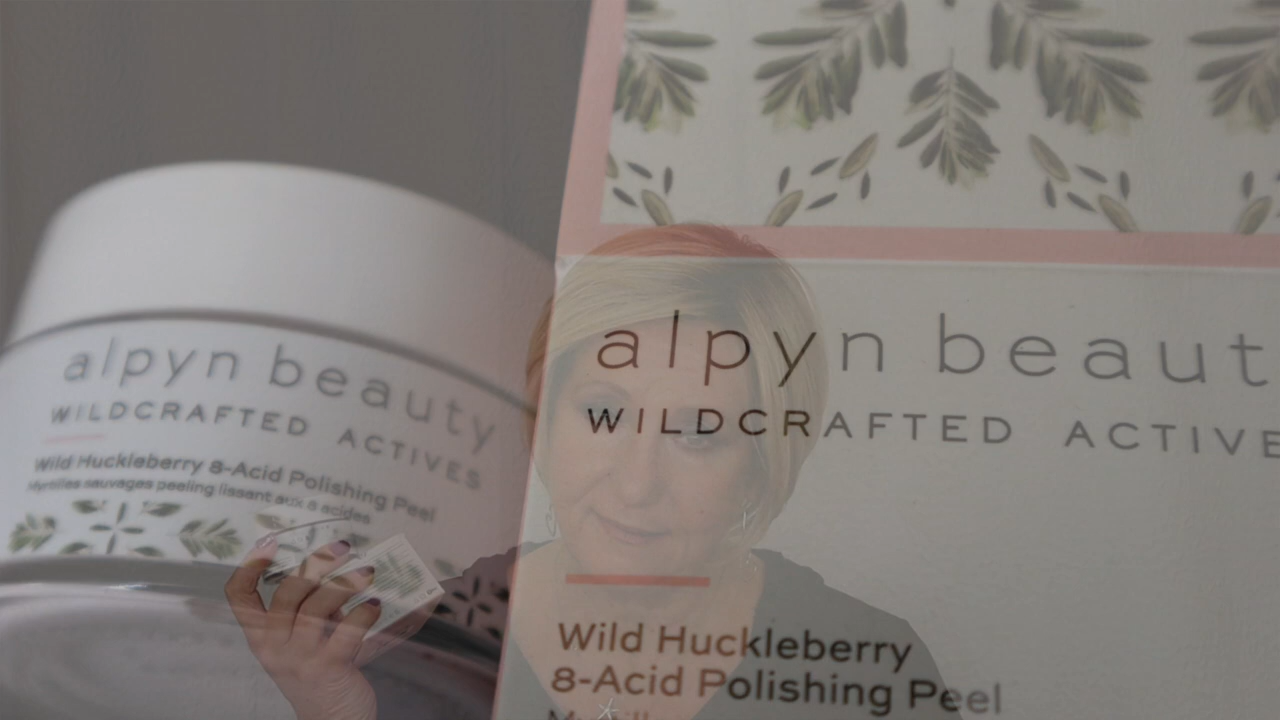 alpyn beauty
WILDCRAFTED ACTIVES
Wild Huckleberry 8-Acid Polishing Peel
Myrtilles sauvages peeling lissant aux 8 acides
alpyn beaut
WILDCRAFTED ACTIVE
Wild Huckleberry
8-Acid Polishing Peel